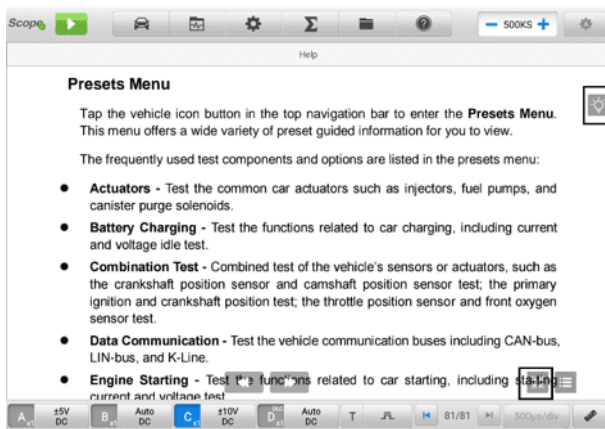 Scope
500KS
Help
Presets Menu
Tap the vehicle icon button in the top navigation bar to enter the Presets Menu.
This menu offers a wide variety of preset guided information for you to view.
The frequently used test components and options are listed in the presets menu:
● Actuators - Test the common car actuators such as injectors, fuel pumps, and
canister purge solenoids.
● Battery Charging - Test the functions related to car charging, including current
and voltage idle test.
● Combination Test - Combined test of the vehicle's sensors or actuators, such as
the crankshaft position sensor and camshaft position sensor test; the primary
ignition and crankshaft position test; the throttle position sensor and front oxygen
sensor test.
● Data Communication - Test the vehicle communication buses including CAN-bus,
LIN-bus, and K-Line.
● Engine Starting - Test the functions related to car starting, including starting
current and voltage test
A x1 ±5V DC B x1 Auto DC C x1 ±10V DC D x1 Auto DC T 81/81 500μs/div